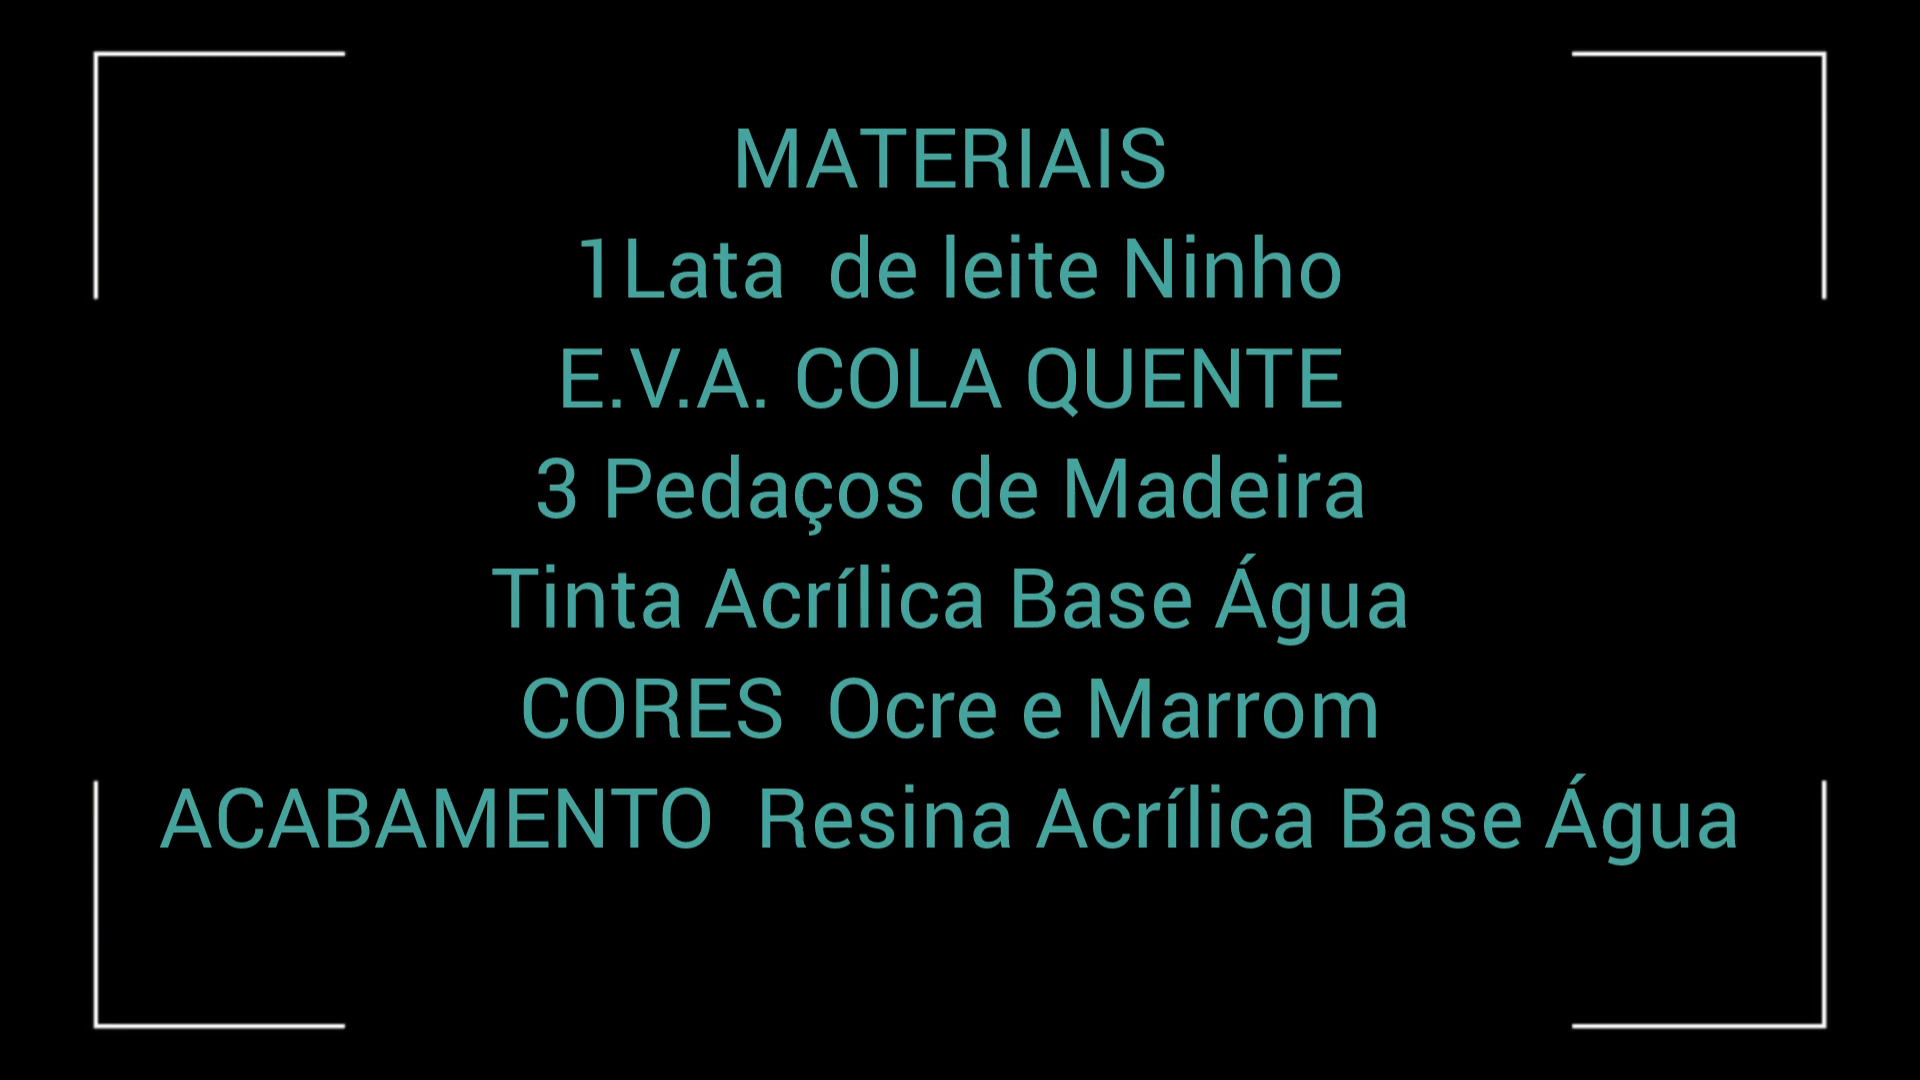 MATERIAIS
1Lata  de leite Ninho
E.V.A. COLA QUENTE
3 Pedaços de Madeira
Tinta Acrílica Base Água
CORES  Ocre e Marrom
ACABAMENTO  Resina Acrílica Base Água